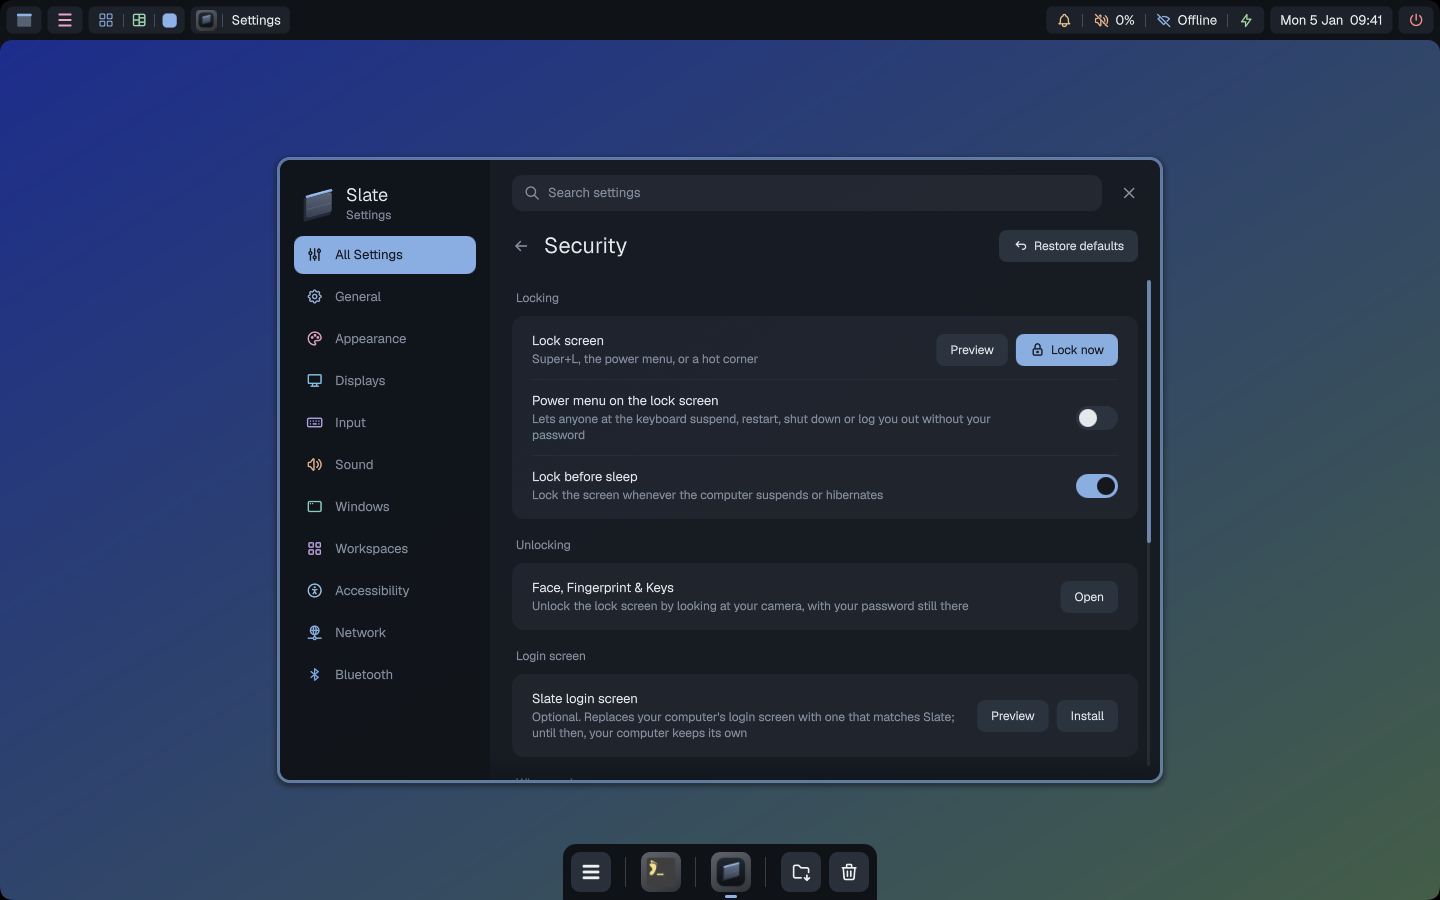 Settings
0%
Offline
Mon 5 Jan 09:41
Slate
Settings
Search settings
All Settings
General
Appearance
Displays
Input
Sound
Windows
Workspaces
Accessibility
Network
Bluetooth
Security
Restore defaults
Locking
Lock screen
Super+L, the power menu, or a hot corner
Preview
Lock now
Power menu on the lock screen
Lets anyone at the keyboard suspend, restart, shut down or log you out without your
password
Lock before sleep
Lock the screen whenever the computer suspends or hibernates
Unlocking
Face, Fingerprint & Keys
Unlock the lock screen by looking at your camera, with your password still there
Open
Login screen
Slate login screen
Optional. Replaces your computer's login screen with one that matches Slate;
until then, your computer keeps its own
Preview
Install